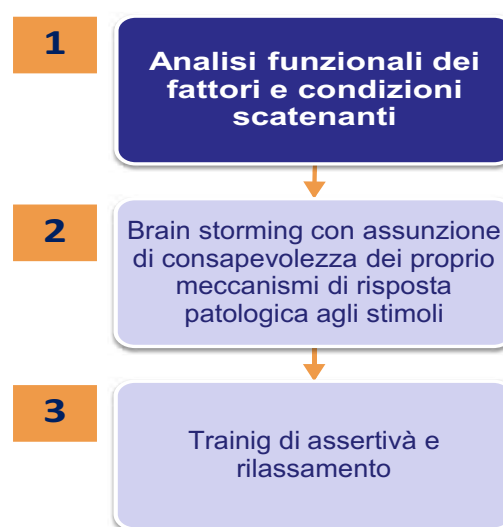 1
Analisi funzionali dei
fattori e condizioni
scatenanti
2
Brain storming con assunzione
di consapevolezza dei proprio
meccanismi di risposta
patologica agli stimoli
3
Trainig di assertivà e
rilassamento